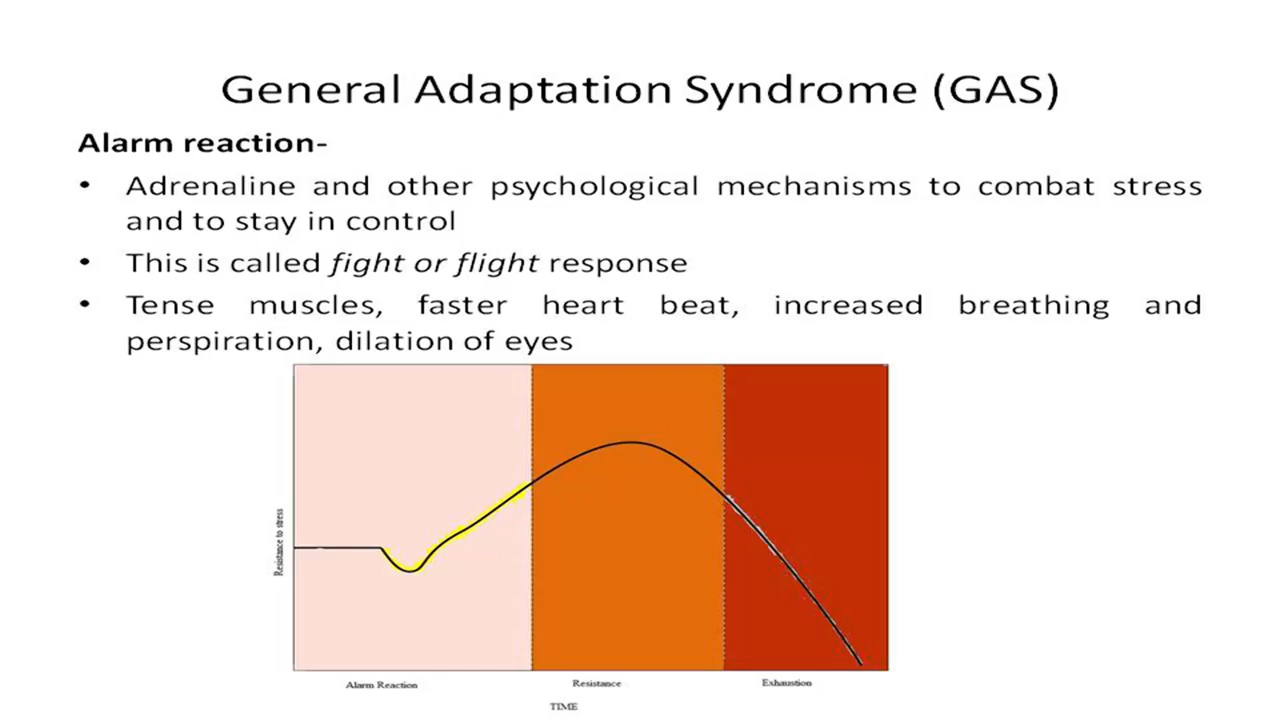 General Adaptation Syndrome (GAS)
Alarm reaction-
• Adrenaline and other psychological mechanisms to combat stress
and to stay in control
• This is called fight or flight response
• Tense muscles, faster heart beat, increased breathing and
perspiration, dilation of eyes
Resistance to stress
Alarm Reaction
Resistance
Exhaustion
TIME